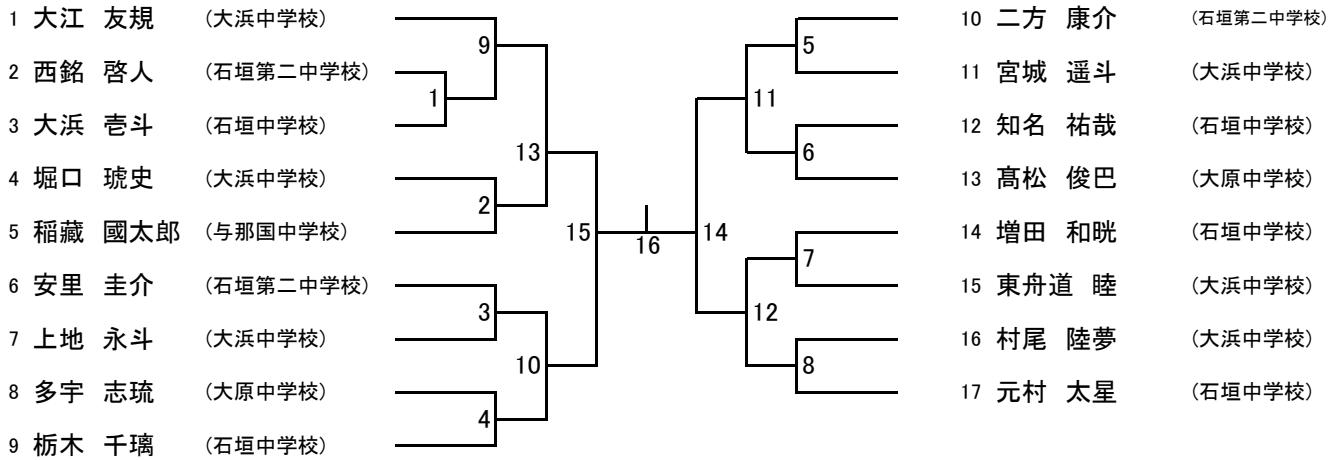 1 大江 友規 (大浜中学校)
2 西銘 啓人 (石垣第二中学校)
3 大浜 壱斗 (石垣中学校)
4 堀口 琥史 (大浜中学校)
5 稲藏 國太郎 (与那国中学校)
6 安里 圭介 (石垣第二中学校)
7 上地 永斗 (大浜中学校)
8 多宇 志琉 (大原中学校)
9 栃木 千璃 (石垣中学校)
9
1
13
2
15
3
10
4
16
5
11
6
14
7
12
8
10 二方 康介 (石垣第二中学校)
11 宮城 遥斗 (大浜中学校)
12 知名 祐哉 (石垣中学校)
13 髙松 俊巴 (大原中学校)
14 増田 和晄 (石垣中学校)
15 東舟道 睦 (大浜中学校)
16 村尾 陸夢 (大浜中学校)
17 元村 太星 (石垣中学校)